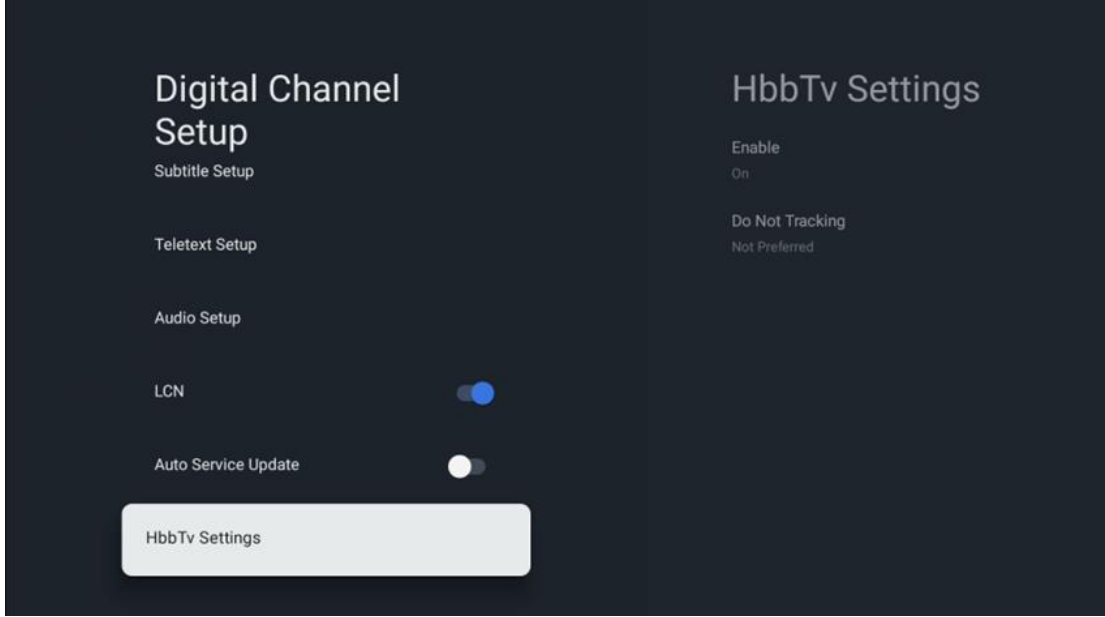 Digital Channel
Setup
Subtitle Setup
Teletext Setup
Audio Setup
LCN
Auto Service Update
HbbTv Settings
HbbTv Settings
Enable
On
Do Not Tracking
Not Preferred